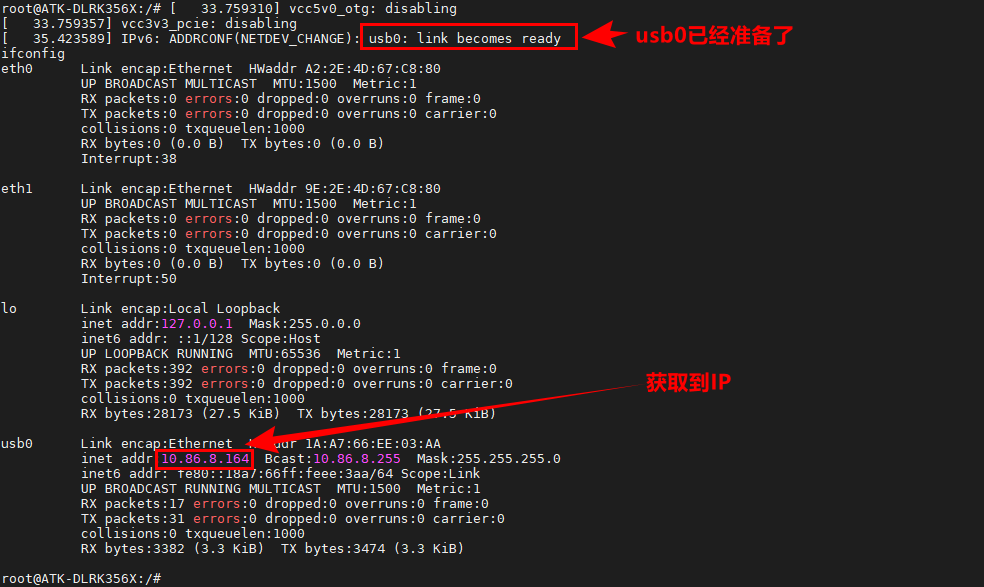 root@ATK-DLRK356X:/# [   33.759310] vcc5v0_otg: disabling
[   33.759357] vcc3v3_pcie: disabling
[   35.423589] IPv6: ADDRCONF(NETDEV_CHANGE): usb0: link becomes ready
usb0已经准备了
ifconfig
eth0      Link encap:Ethernet  HWaddr A2:2E:4D:67:C8:80
          UP BROADCAST MULTICAST  MTU:1500  Metric:1
          RX packets:0 errors:0 dropped:0 overruns:0 frame:0
          TX packets:0 errors:0 dropped:0 overruns:0 carrier:0
          collisions:0 txqueuelen:1000
          RX bytes:0 (0.0 B)  TX bytes:0 (0.0 B)
          Interrupt:38
eth1      Link encap:Ethernet  HWaddr 9E:2E:4D:67:C8:80
          UP BROADCAST MULTICAST  MTU:1500  Metric:1
          RX packets:0 errors:0 dropped:0 overruns:0 frame:0
          TX packets:0 errors:0 dropped:0 overruns:0 carrier:0
          collisions:0 txqueuelen:1000
          RX bytes:0 (0.0 B)  TX bytes:0 (0.0 B)
          Interrupt:50
lo        Link encap:Local Loopback
          inet addr:127.0.0.1  Mask:255.0.0.0
          inet6 addr: ::1/128 Scope:Host
          UP LOOPBACK RUNNING  MTU:65536  Metric:1
          RX packets:392 errors:0 dropped:0 overruns:0 frame:0
          TX packets:392 errors:0 dropped:0 overruns:0 carrier:0
获取到IP
          collisions:0 txqueuelen:1000
          RX bytes:28173 (27.5 KiB)  TX bytes:28173 (27.5 KiB)
usb0      Link encap:Ethernet  HWaddr 1A:A7:66:EE:03:AA
          inet addr:10.86.8.164  Bcast:10.86.8.255  Mask:255.255.255.0
          inet6 addr: fe80::18a7:66ff:feee:3aa/64 Scope:Link
          UP BROADCAST RUNNING MULTICAST  MTU:1500  Metric:1
          RX packets:17 errors:0 dropped:0 overruns:0 frame:0
          TX packets:31 errors:0 dropped:0 overruns:0 carrier:0
          collisions:0 txqueuelen:1000
          RX bytes:3382 (3.3 KiB)  TX bytes:3474 (3.3 KiB)
root@ATK-DLRK356X:/#